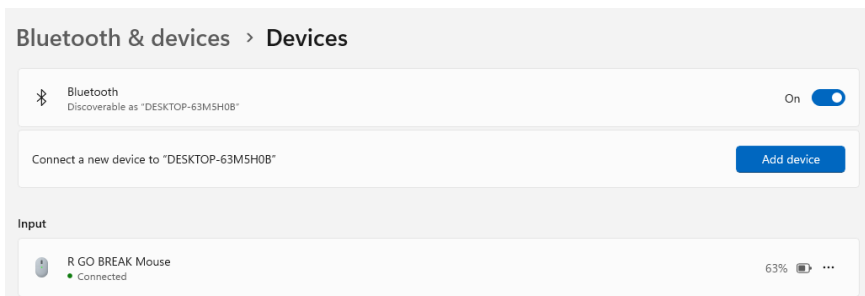 Bluetooth & devices > Devices
Bluetooth
Discoverable as "DESKTOP-63M5H0B"
On
Connect a new device to "DESKTOP-63M5H0B"
Add device
Input
R GO BREAK Mouse
Connected
63%